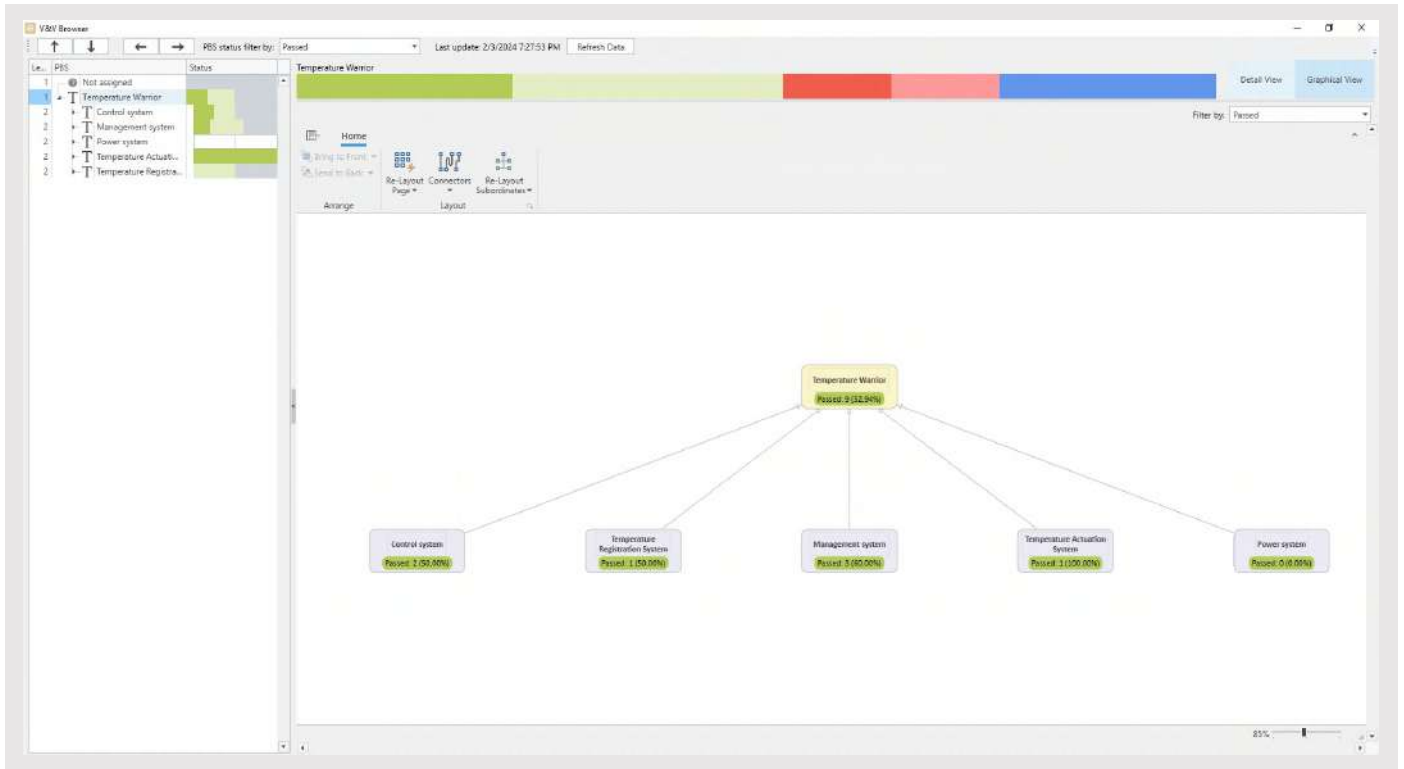 V&V Browser
PBS status filter by: Passed
Last update: 2/3/2024 7:27:53 PM
Refresh Data
Le... PBS Status
1 Not assigned
1 Temperature Warrior
2 Control system
2 Management system
2 Power system
2 Temperature Actuati...
2 Temperature Registra...
Temperature Warrior
Detail View
Graphical View
Filter by: Passed
Home
Bring to Front
Send to Back
Re-Layout
Page
Connectors
Re-Layout
Subordinates
Arrange
Layout
Temperature Warrior
Passed: 9 (52,94%)
Control system
Passed: 2 (50,00%)
Temperature
Registration System
Passed: 1 (50,00%)
Management system
Passed: 3 (60,00%)
Temperature Actuation
System
Passed: 1 (100,00%)
Power system
Passed: 0 (0,00%)
85%